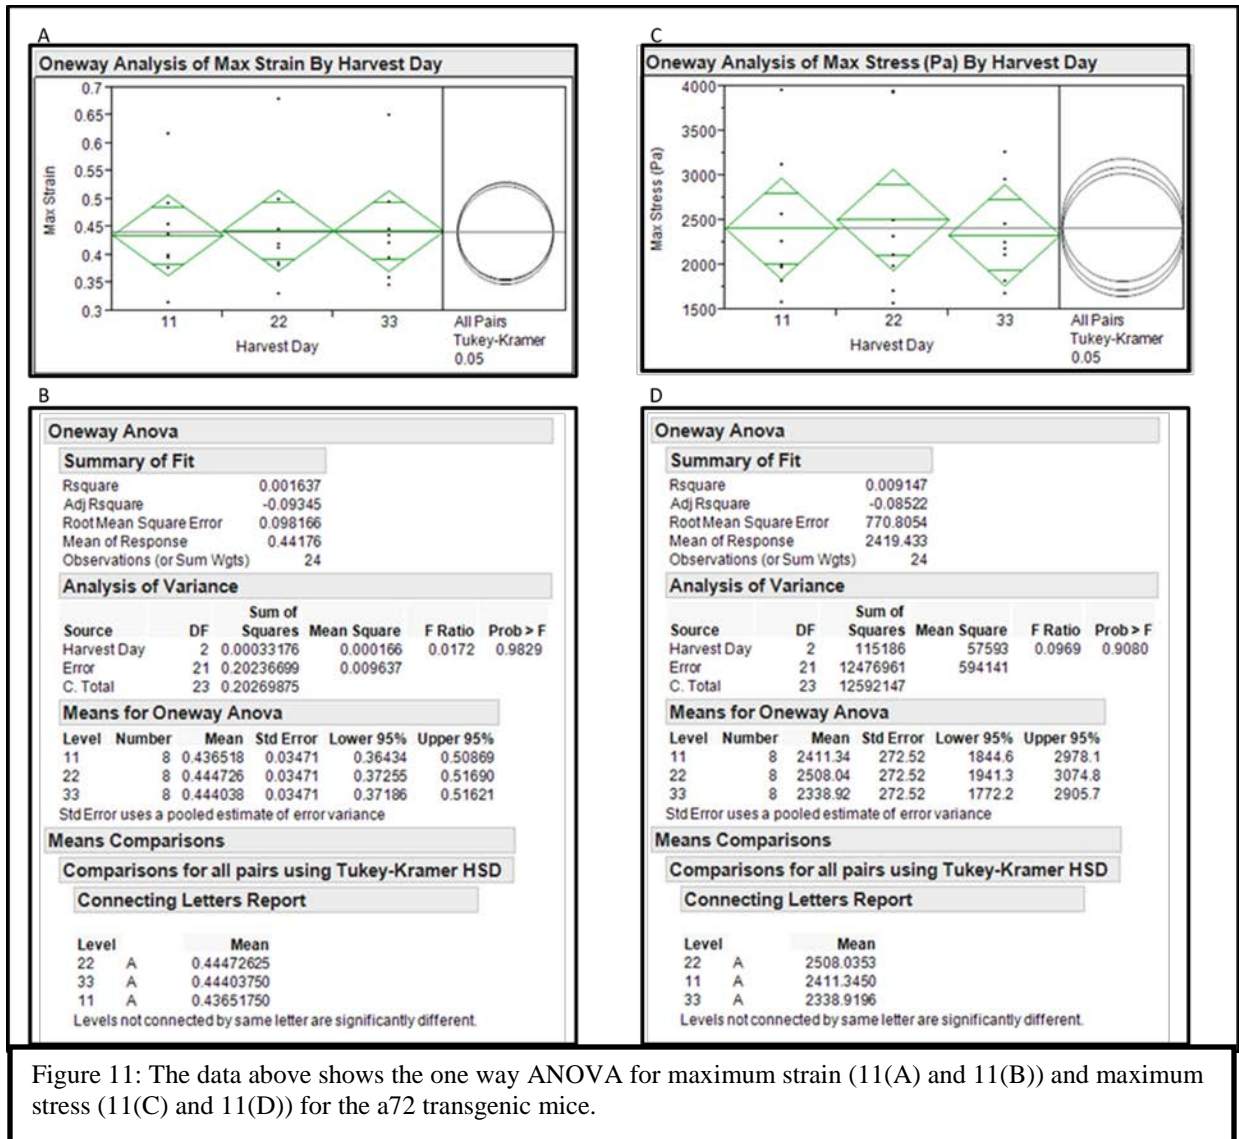 A
Oneway Analysis of Max Strain By Harvest Day
0.7
0.65
0.6
0.55
0.5
0.45
0.4
0.35
0.3
Max Strain
11 22 33
Harvest Day
All Pairs
Tukey-Kramer
0.05
C
Oneway Analysis of Max Stress (Pa) By Harvest Day
4000
3500
3000
2500
2000
1500
Max Stress (Pa)
11 22 33
Harvest Day
All Pairs
Tukey-Kramer
0.05
B
Oneway Anova
Summary of Fit
Rsquare 0.001637
Adj Rsquare -0.09345
Root Mean Square Error 0.098166
Mean of Response 0.44176
Observations (or Sum Wgts) 24
Analysis of Variance
Sum of
Source DF Squares Mean Square F Ratio Prob > F
Harvest Day 2 0.00033176 0.000166 0.0172 0.9829
Error 21 0.20236699 0.009637
C. Total 23 0.20269875
Means for Oneway Anova
Level Number Mean Std Error Lower 95% Upper 95%
11 8 0.436518 0.03471 0.36434 0.50869
22 8 0.444726 0.03471 0.37255 0.51690
33 8 0.444038 0.03471 0.37186 0.51621
Std Error uses a pooled estimate of error variance
Means Comparisons
Comparisons for all pairs using Tukey-Kramer HSD
Connecting Letters Report
Level Mean
22 A 0.44472625
33 A 0.44403750
11 A 0.43651750
Levels not connected by same letter are significantly different.
D
Oneway Anova
Summary of Fit
Rsquare 0.009147
Adj Rsquare -0.08522
Root Mean Square Error 770.8054
Mean of Response 2419.433
Observations (or Sum Wgts) 24
Analysis of Variance
Sum of
Source DF Squares Mean Square F Ratio Prob > F
Harvest Day 2 115186 57593 0.0969 0.9080
Error 21 12476961 594141
C. Total 23 12592147
Means for Oneway Anova
Level Number Mean Std Error Lower 95% Upper 95%
11 8 2411.34 272.52 1844.6 2978.1
22 8 2508.04 272.52 1941.3 3074.8
33 8 2338.92 272.52 1772.2 2905.7
Std Error uses a pooled estimate of error variance
Means Comparisons
Comparisons for all pairs using Tukey-Kramer HSD
Connecting Letters Report
Level Mean
22 A 2508.0353
11 A 2411.3450
33 A 2338.9196
Levels not connected by same letter are significantly different.
Figure 11: The data above shows the one way ANOVA for maximum strain (11(A) and 11(B)) and maximum
stress (11(C) and 11(D)) for the a72 transgenic mice.